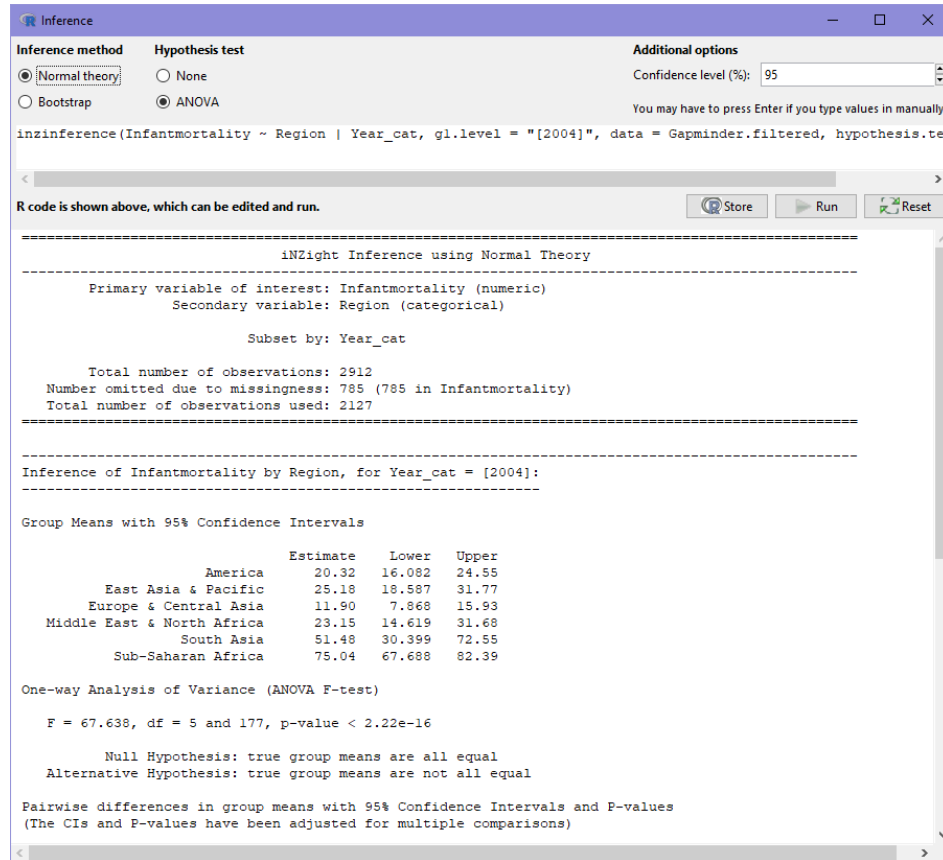 Inference
Inference method Hypothesis test Additional options
Normal theory None Confidence level (%): 95
Bootstrap ANOVA You may have to press Enter if you type values in manually
inzinference(Infantmortality ~ Region | Year_cat, g1.level = "[2004]", data = Gapminder.filtered, hypothesis.te
R code is shown above, which can be edited and run. Store Run Reset
iNZight Inference using Normal Theory
Primary variable of interest: Infantmortality (numeric)
Secondary variable: Region (categorical)
Subset by: Year_cat
Total number of observations: 2912
Number omitted due to missingness: 785 (785 in Infantmortality)
Total number of observations used: 2127
Inference of Infantmortality by Region, for Year_cat = [2004]:
Group Means with 95% Confidence Intervals
Estimate Lower Upper
America 20.32 16.082 24.55
East Asia & Pacific 25.18 18.587 31.77
Europe & Central Asia 11.90 7.868 15.93
Middle East & North Africa 23.15 14.619 31.68
South Asia 51.48 30.399 72.55
Sub-Saharan Africa 75.04 67.688 82.39
One-way Analysis of Variance (ANOVA F-test)
F = 67.638, df = 5 and 177, p-value < 2.22e-16
Null Hypothesis: true group means are all equal
Alternative Hypothesis: true group means are not all equal
Pairwise differences in group means with 95% Confidence Intervals and P-values
(The CIs and P-values have been adjusted for multiple comparisons)